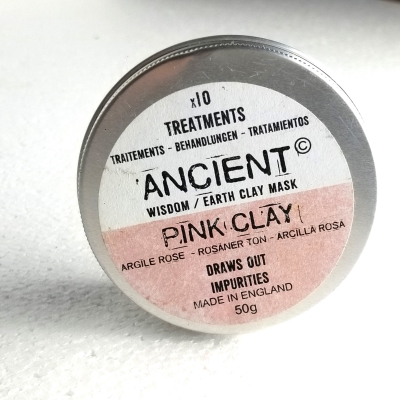 x10
TREATMENTS
TRAITEMENTS - BEHANDLUNGEN - TRATAMIENTOS
ANCIENT©
WISDOM / EARTH CLAY MASK
PINK CLAY
ARGILE ROSE - ROSANER TON - ARCILLA ROSA
DRAWS OUT
IMPURITIES
MADE IN ENGLAND
50g